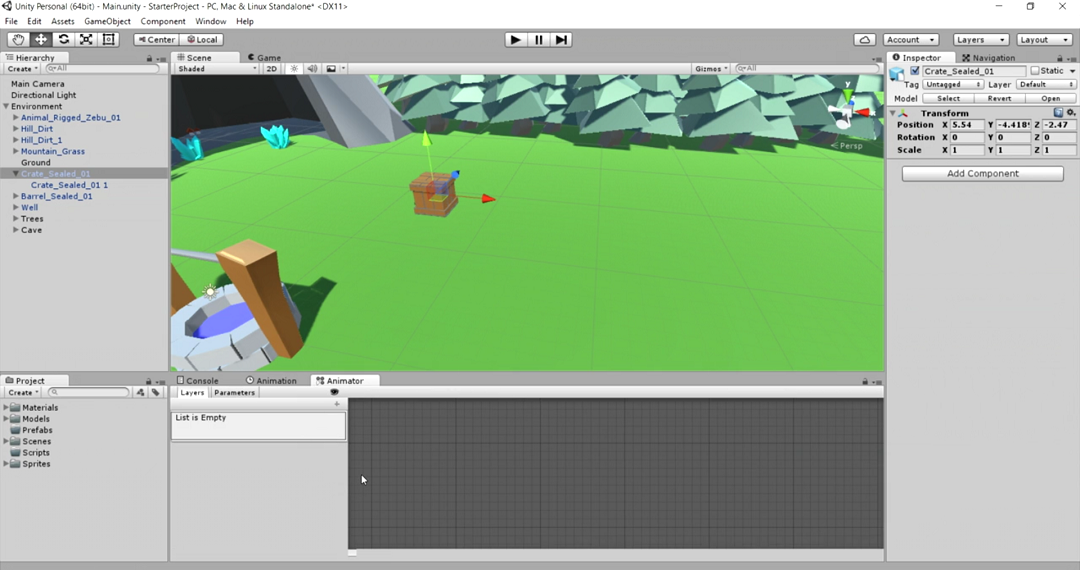 Unity Personal (64bit) - Main.unity - StarterProject - PC, Mac & Linux Standalone* <DX11>
File Edit Assets GameObject Component Window Help
Center Local Account Layers Layout
Hierarchy Scene Game Inspector Navigation
Create All Shaded 2D Gizmos All Crate_Sealed_01 Static
Tag Untagged Layer Default
Model Select Revert Open
Transform
Position X 5.54 Y -4.418 Z -2.47
Rotation X 0 Y 0 Z 0
Scale X 1 Y 1 Z 1
Add Component
Main Camera
Directional Light
Environment
Animal_Rigged_Zebu_01
Hill_Dirt
Hill_Dirt_1
Mountain_Grass
Ground
Crate_Sealed_01
Crate_Sealed_01 1
Barrel_Sealed_01
Well
Trees
Cave
y
Persp
Project Console Animation Animator
Create Layers Parameters
List is Empty
Materials
Models
Prefabs
Scenes
Scripts
Sprites